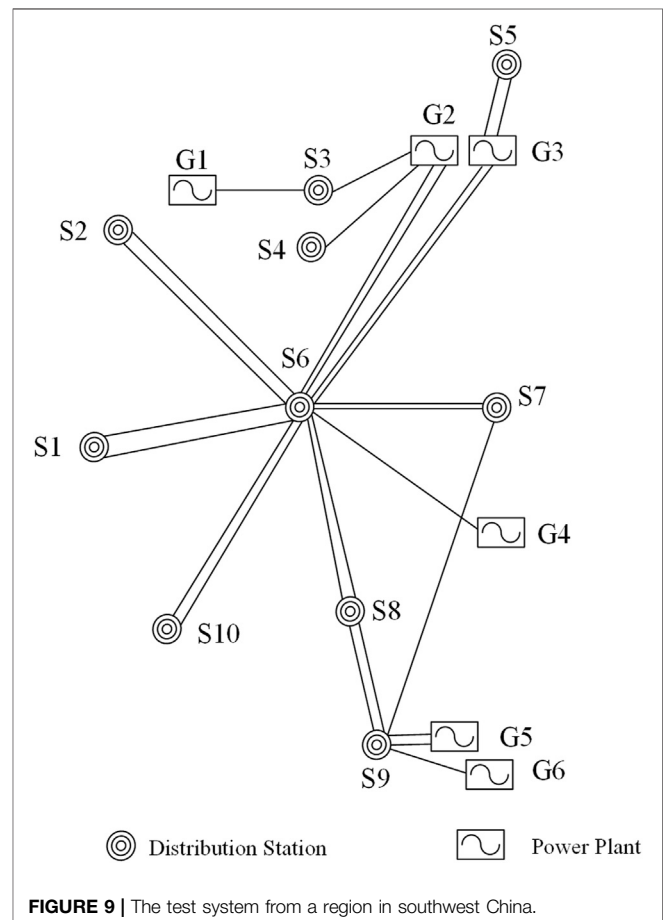 S5
G2
G1
S3
G3
S2
S4
S6
S7
S1
G4
S8
S10
G5
S9
G6
Distribution Station
Power Plant
FIGURE 9 | The test system from a region in southwest China.